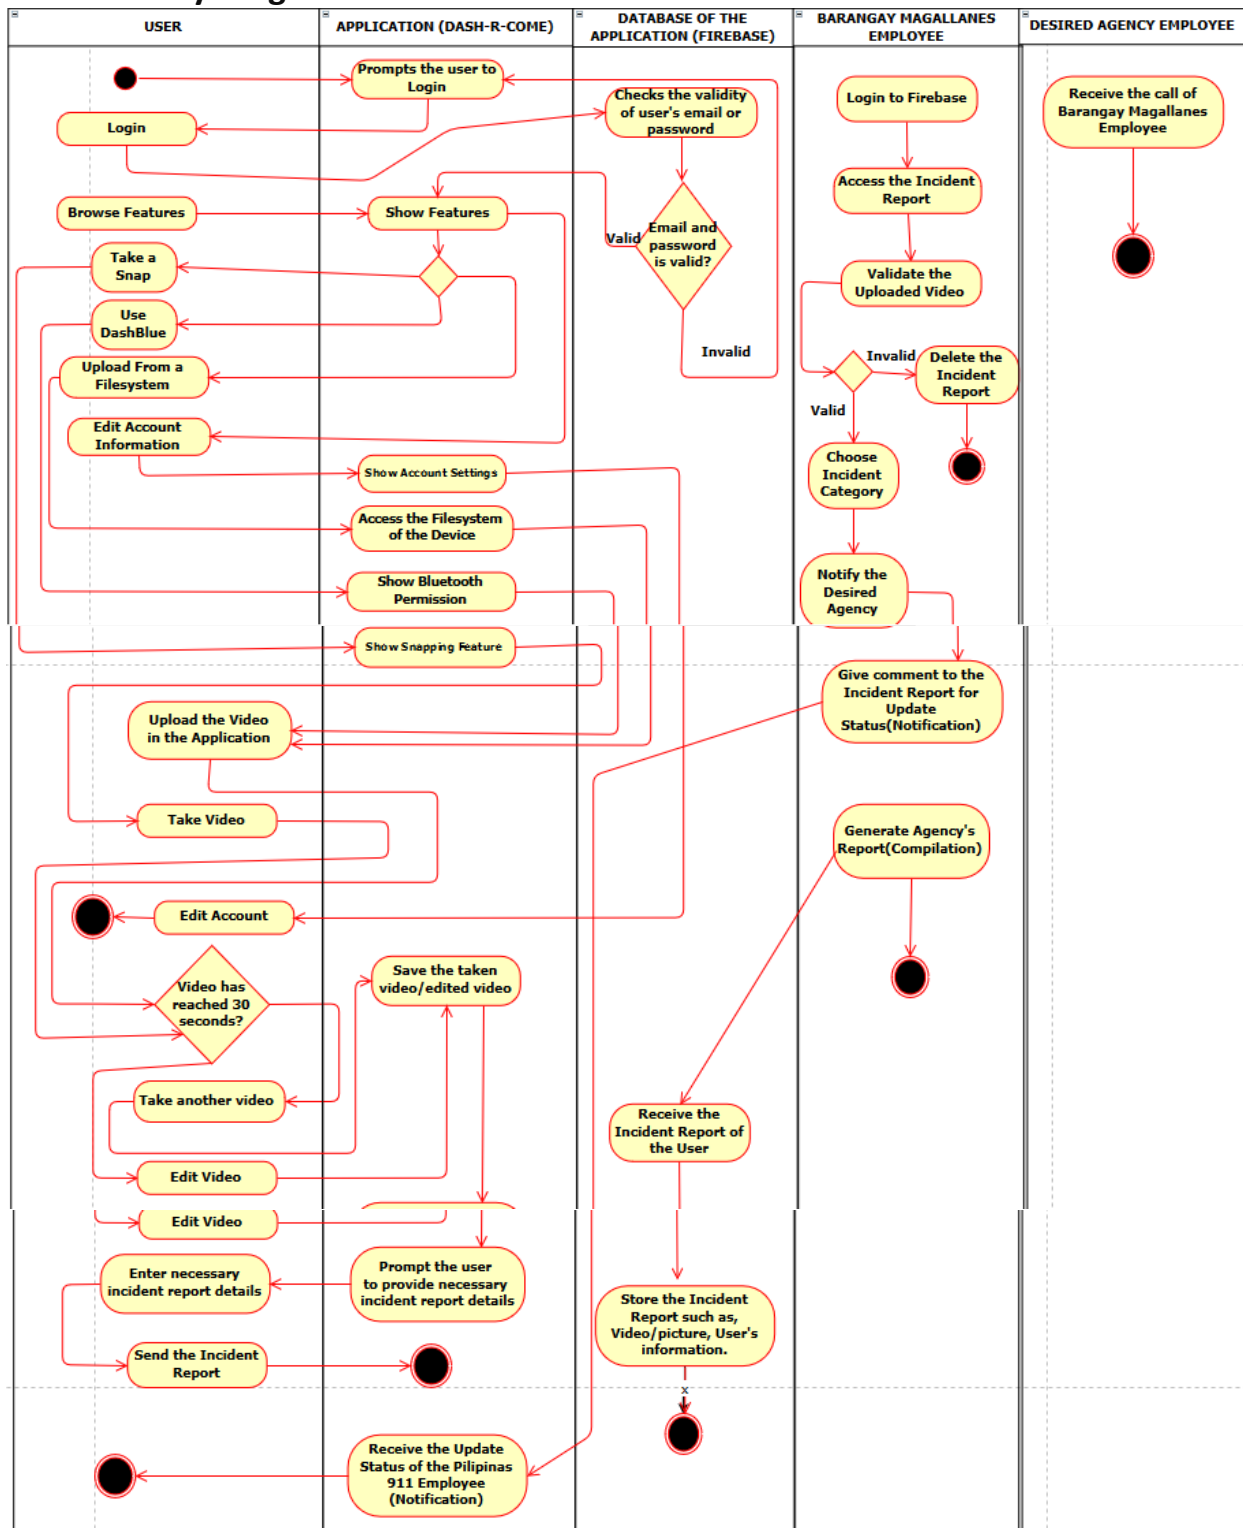 USER
APPLICATION (DASH-R-COME)
DATABASE OF THE
APPLICATION (FIREBASE)
BARANGAY MAGALLANES
EMPLOYEE
DESIRED AGENCY EMPLOYEE
Prompts the user to
Login
Checks the validity
of user's email or
password
Login to Firebase
Receive the call of
Barangay Magallanes
Employee
Login
Access the Incident
Report
Browse Features
Show Features
Valid
Email and
password
is valid?
Take a
Snap
Validate the
Uploaded Video
Use
DashBlue
Invalid
Invalid
Delete the
Incident
Report
Upload From a
Filesystem
Valid
Edit Account
Information
Choose
Incident
Category
Show Account Settings
Access the Filesystem
of the Device
Show Bluetooth
Permission
Notify the
Desired
Agency
Show Snapping Feature
Give comment to the
Incident Report for
Update
Status(Notification)
Upload the Video
in the Application
Take Video
Generate Agency's
Report(Compilation)
Edit Account
Video has
reached 30
seconds?
Save the taken
video/edited video
Take another video
Receive the
Incident Report of
the User
Edit Video
Edit Video
Enter necessary
incident report details
Prompt the user
to provide necessary
incident report details
Store the Incident
Report such as,
Video/picture, User's
information.
Send the Incident
Report
x
Receive the Update
Status of the Pilipinas
911 Employee
(Notification)